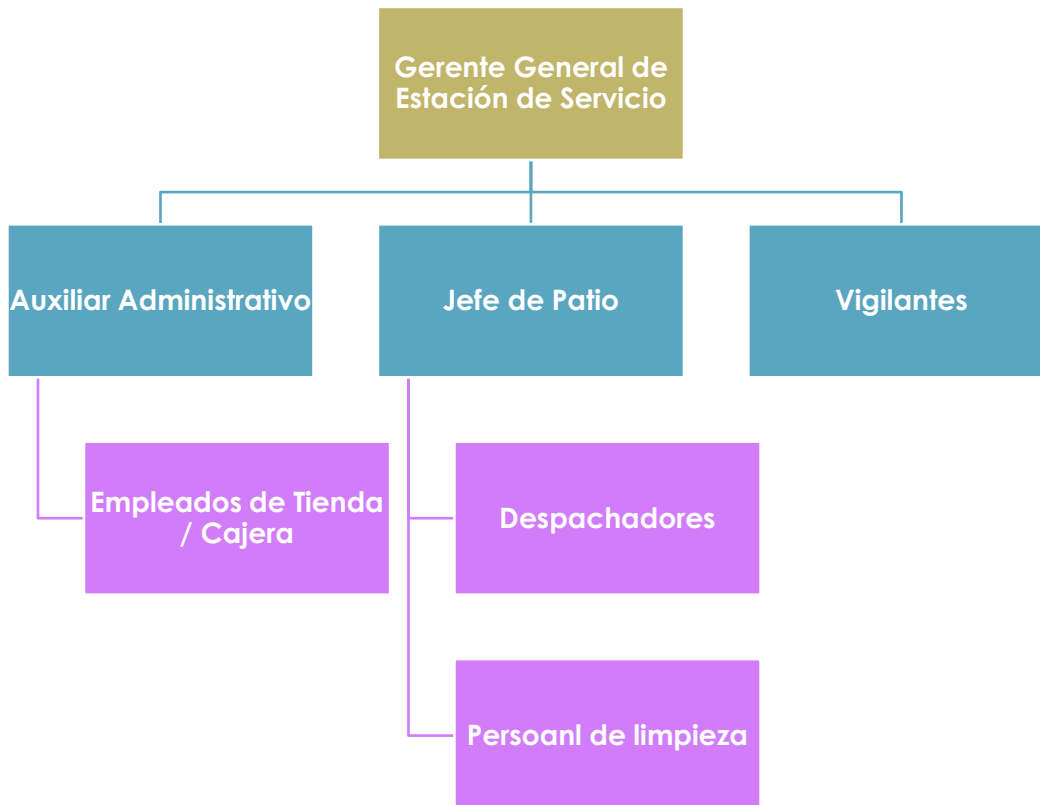 Gerente General de
Estación de Servicio
Auxiliar Administrativo
Jefe de Patio
Vigilantes
Empleados de Tienda
/ Cajera
Despachadores
Persoanl de limpieza